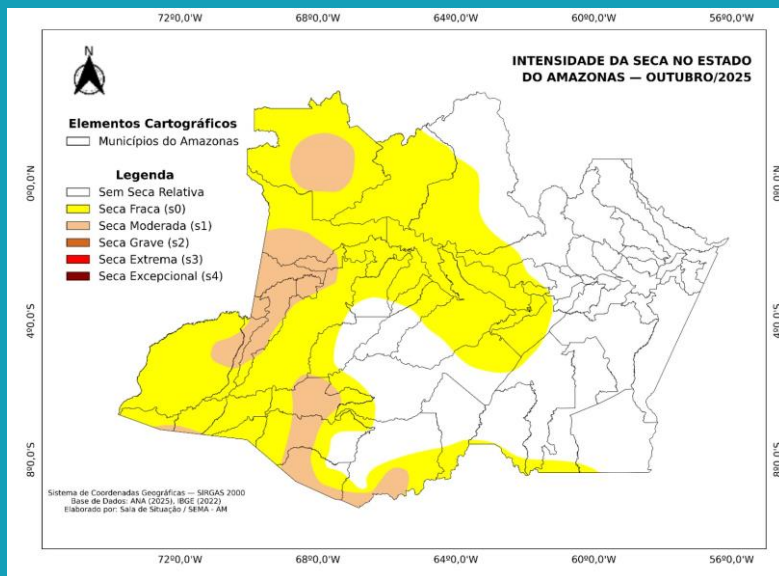 72º0,0'W 68º0,0'W 64º0,0'W 60º0,0'W 56º0,0'W
N
INTENSIDADE DA SECA NO ESTADO
DO AMAZONAS — OUTUBRO/2025
Elementos Cartográficos
Municípios do Amazonas
Legenda
Sem Seca Relativa
Seca Fraca (s0)
Seca Moderada (s1)
Seca Grave (s2)
Seca Extrema (s3)
Seca Excepcional (s4)
0º0,0'N 0º0,0'N
4º0,0'S 4º0,0'S
8º0,0'S 8º0,0'S
Sistema de Coordenadas Geográficas — SIRGAS 2000
Base de Dados: ANA (2025), IBGE (2022)
Elaborado por: Sala de Situação / SEMA - AM
72º0,0'W 68º0,0'W 64º0,0'W 60º0,0'W 56º0,0'W